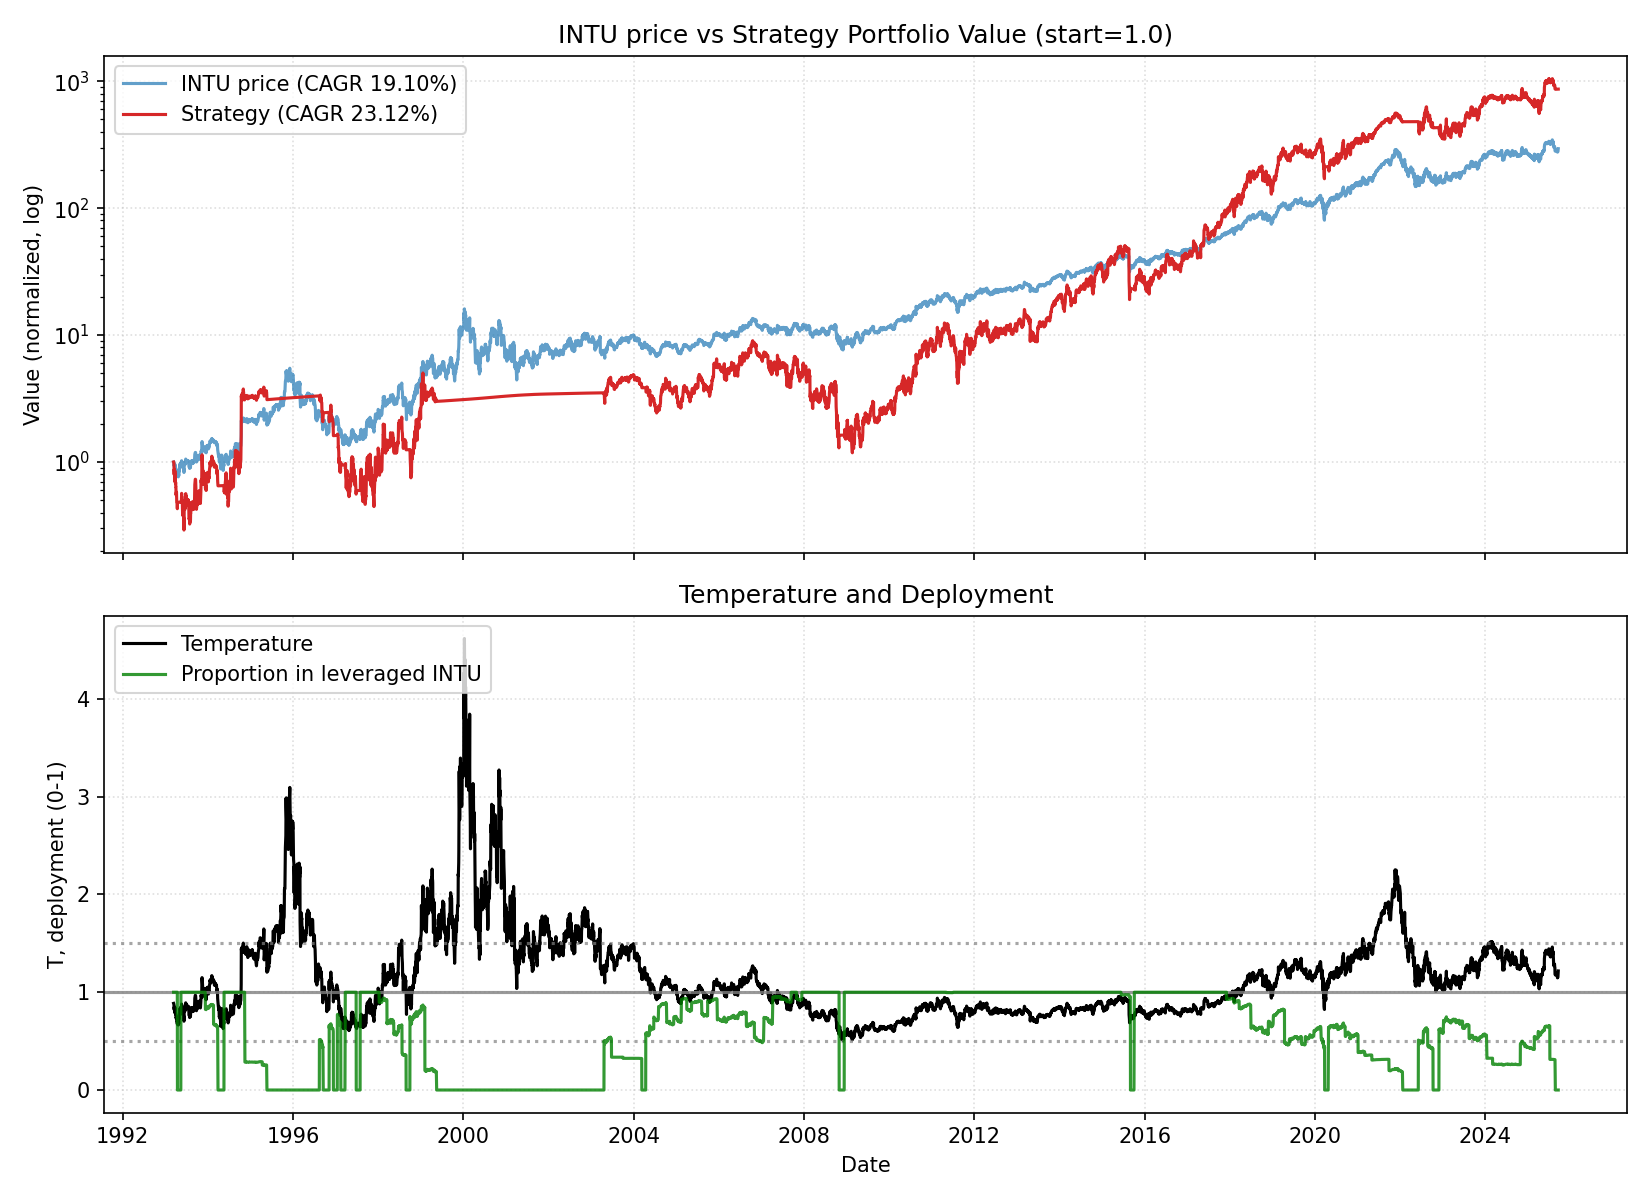 INTU price vs Strategy Portfolio Value (start=1.0)
INTU price (CAGR 19.10%)
Strategy (CAGR 23.12%)
Value (normalized, log)
10³
10²
10¹
10⁰
Temperature and Deployment
Temperature
Proportion in leveraged INTU
T, deployment (0-1)
4
3
2
1
0
1992 1996 2000 2004 2008 2012 2016 2020 2024
Date